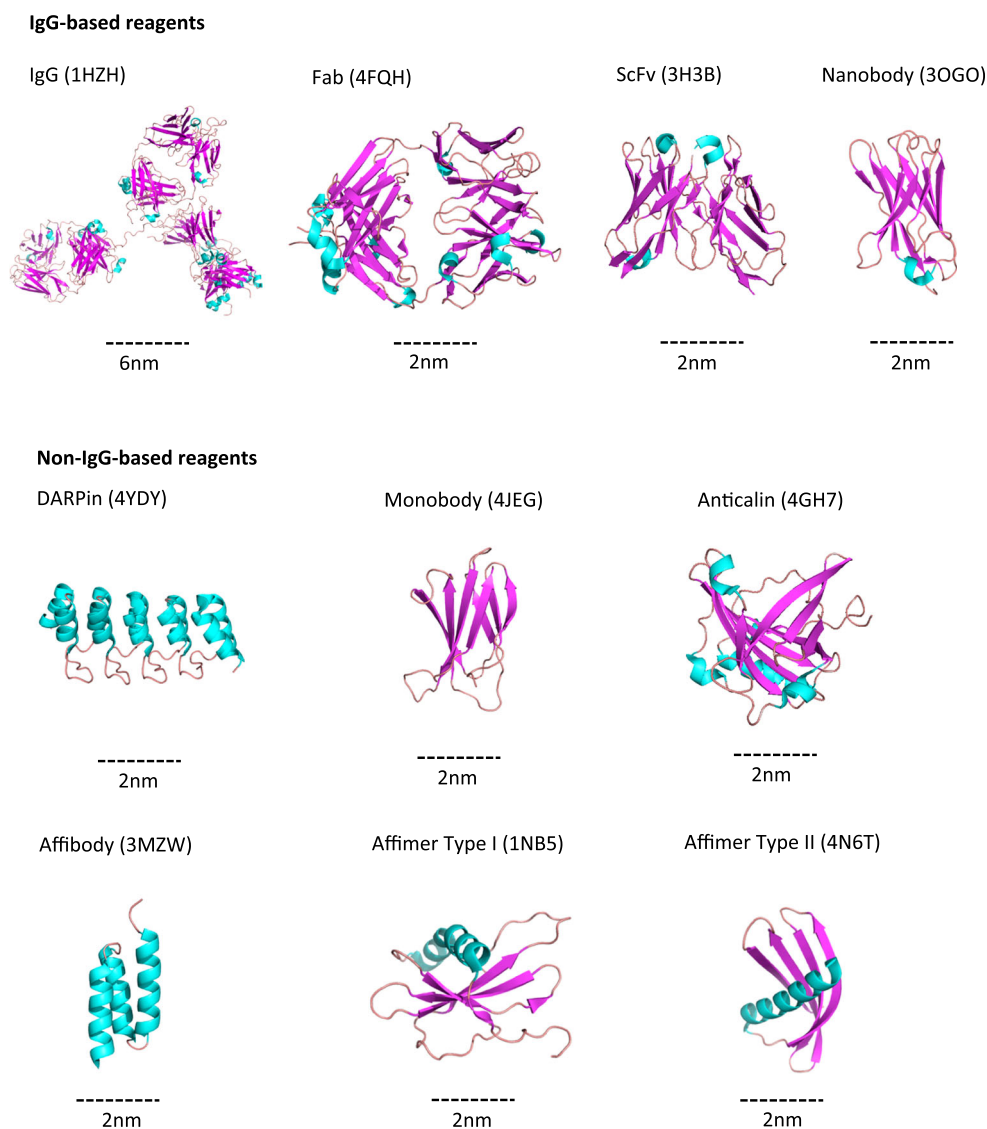 IgG-based reagents
IgG (1HZH)
Fab (4FQH)
ScFv (3H3B)
Nanobody (3OGO)
6nm
2nm
2nm
2nm
Non-IgG-based reagents
DARPin (4YDY)
Monobody (4JEG)
Anticalin (4GH7)
2nm
2nm
2nm
Affibody (3MZW)
Affimer Type I (1NB5)
Affimer Type II (4N6T)
2nm
2nm
2nm